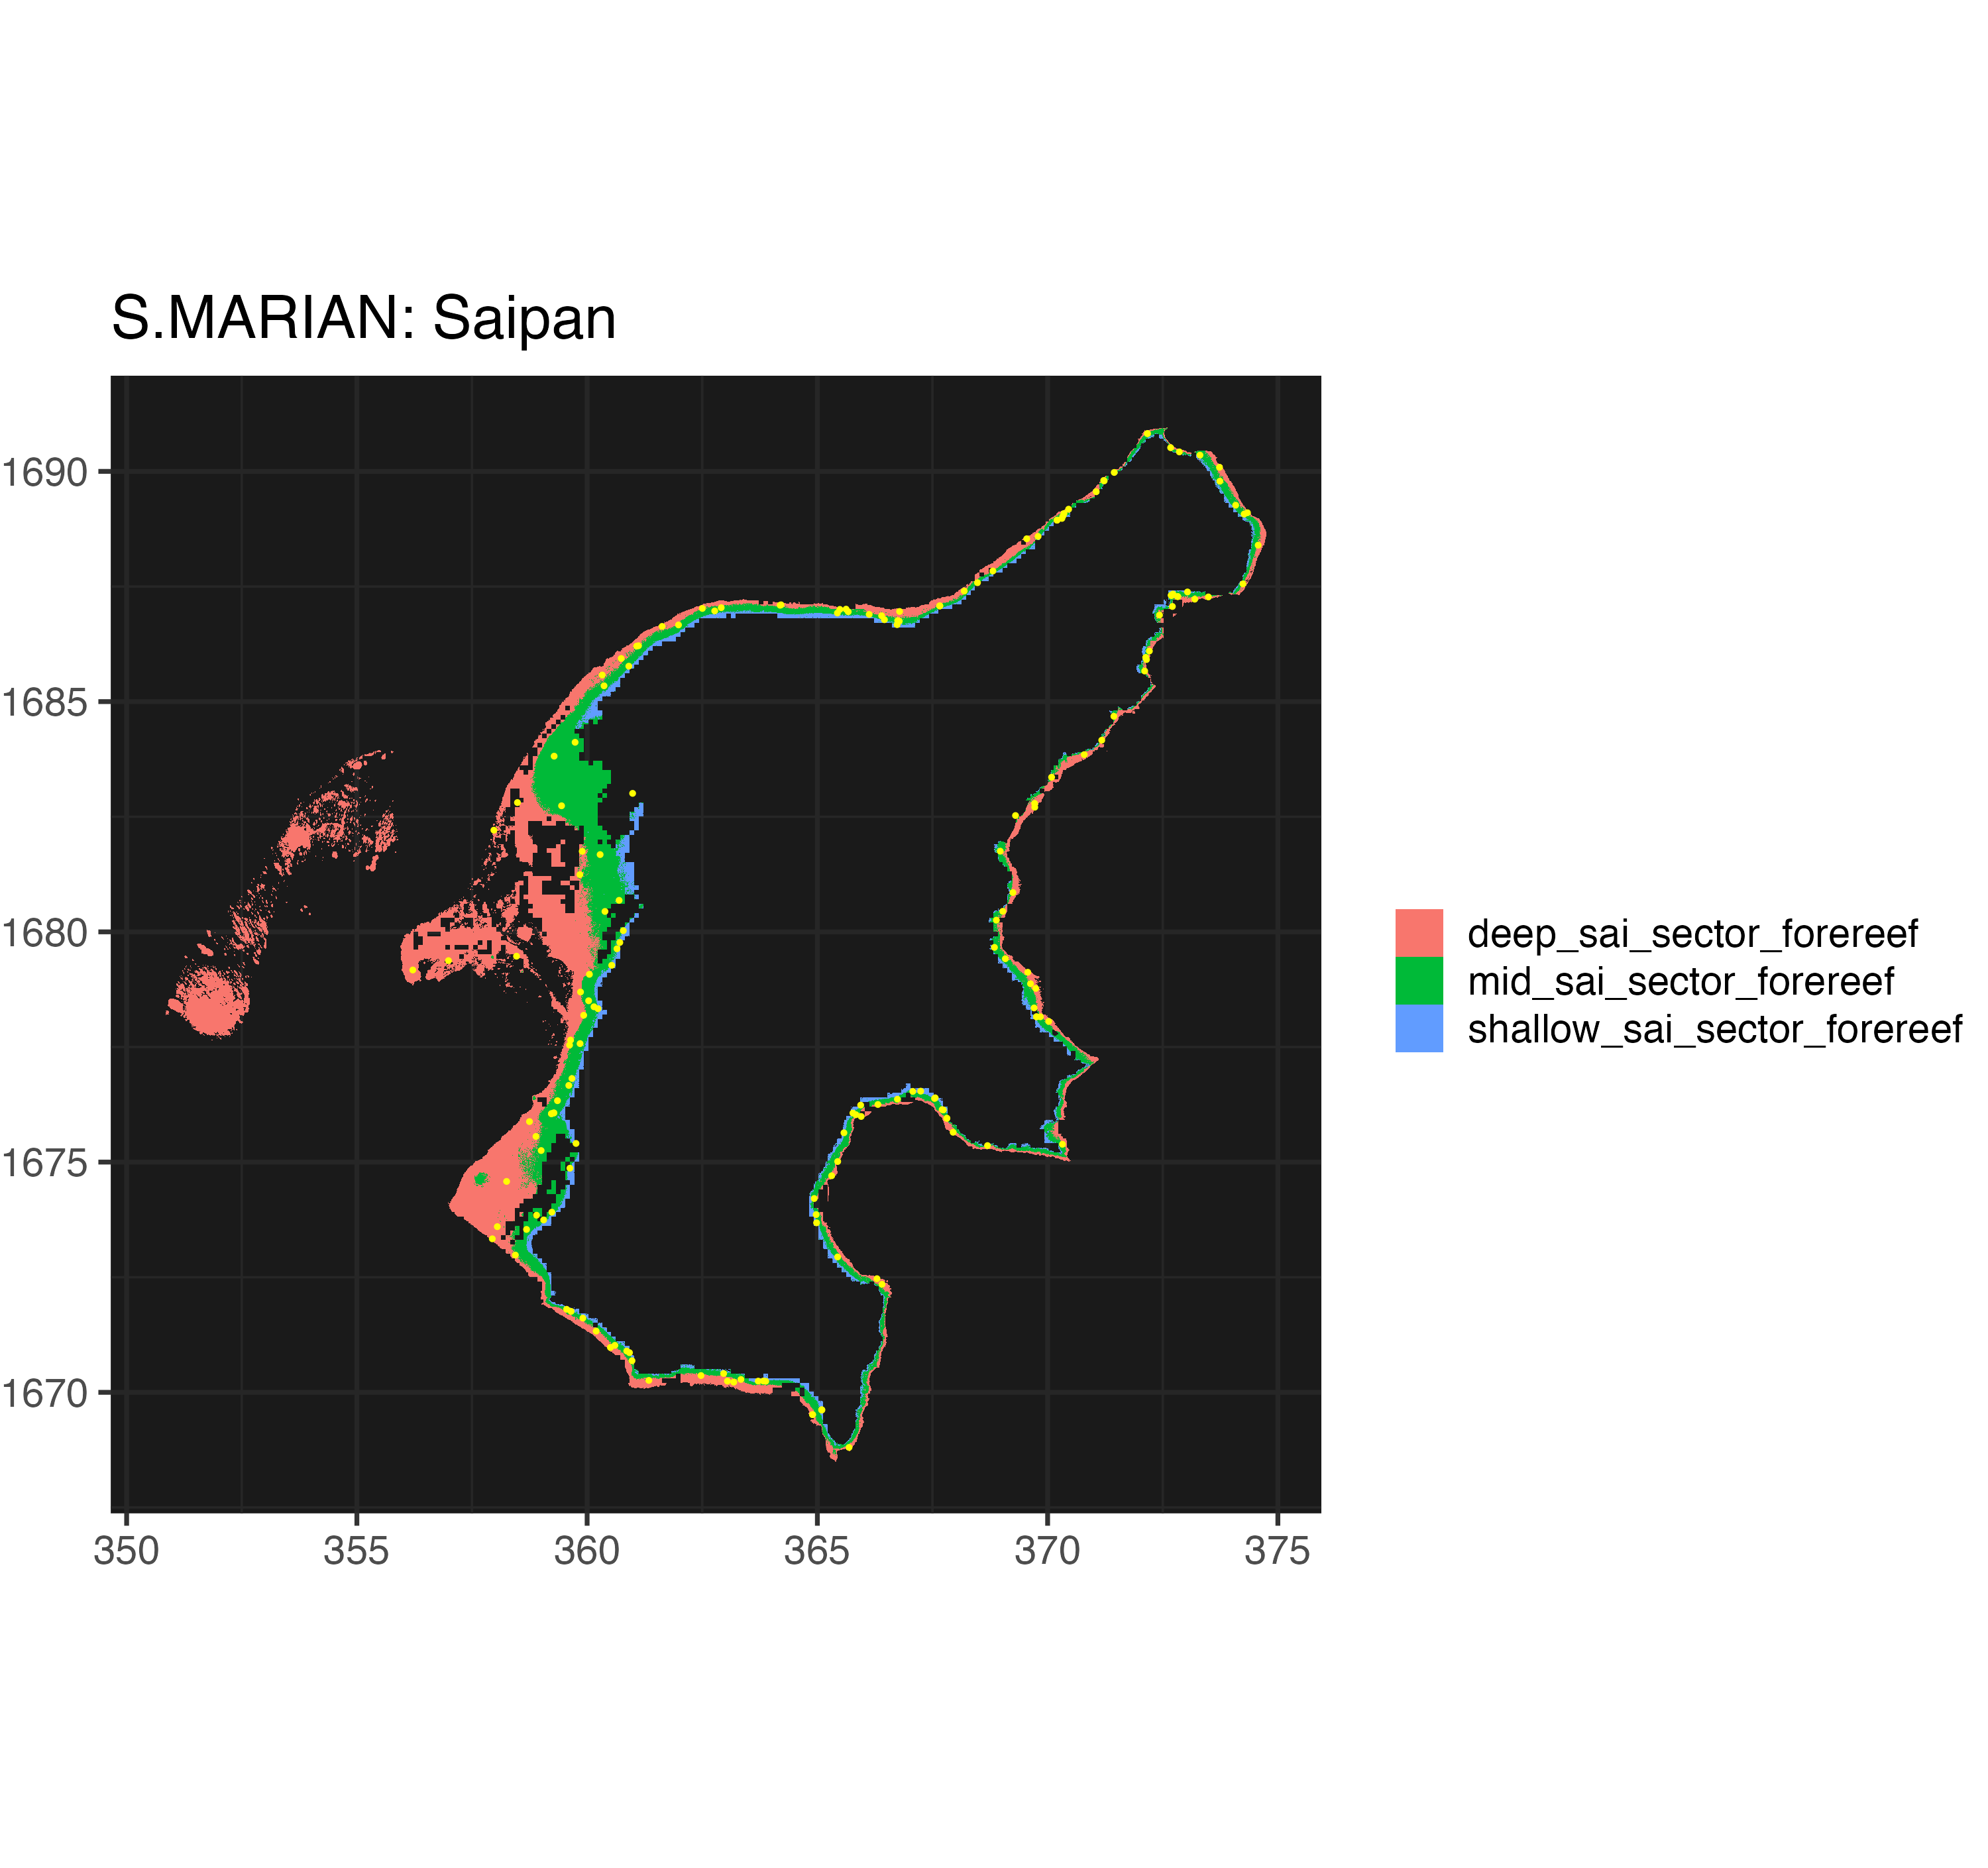 S.MARIAN: Saipan
1690
1685
1680
1675
1670
350 355 360 365 370 375
deep_sai_sector_forereef
mid_sai_sector_forereef
shallow_sai_sector_forereef